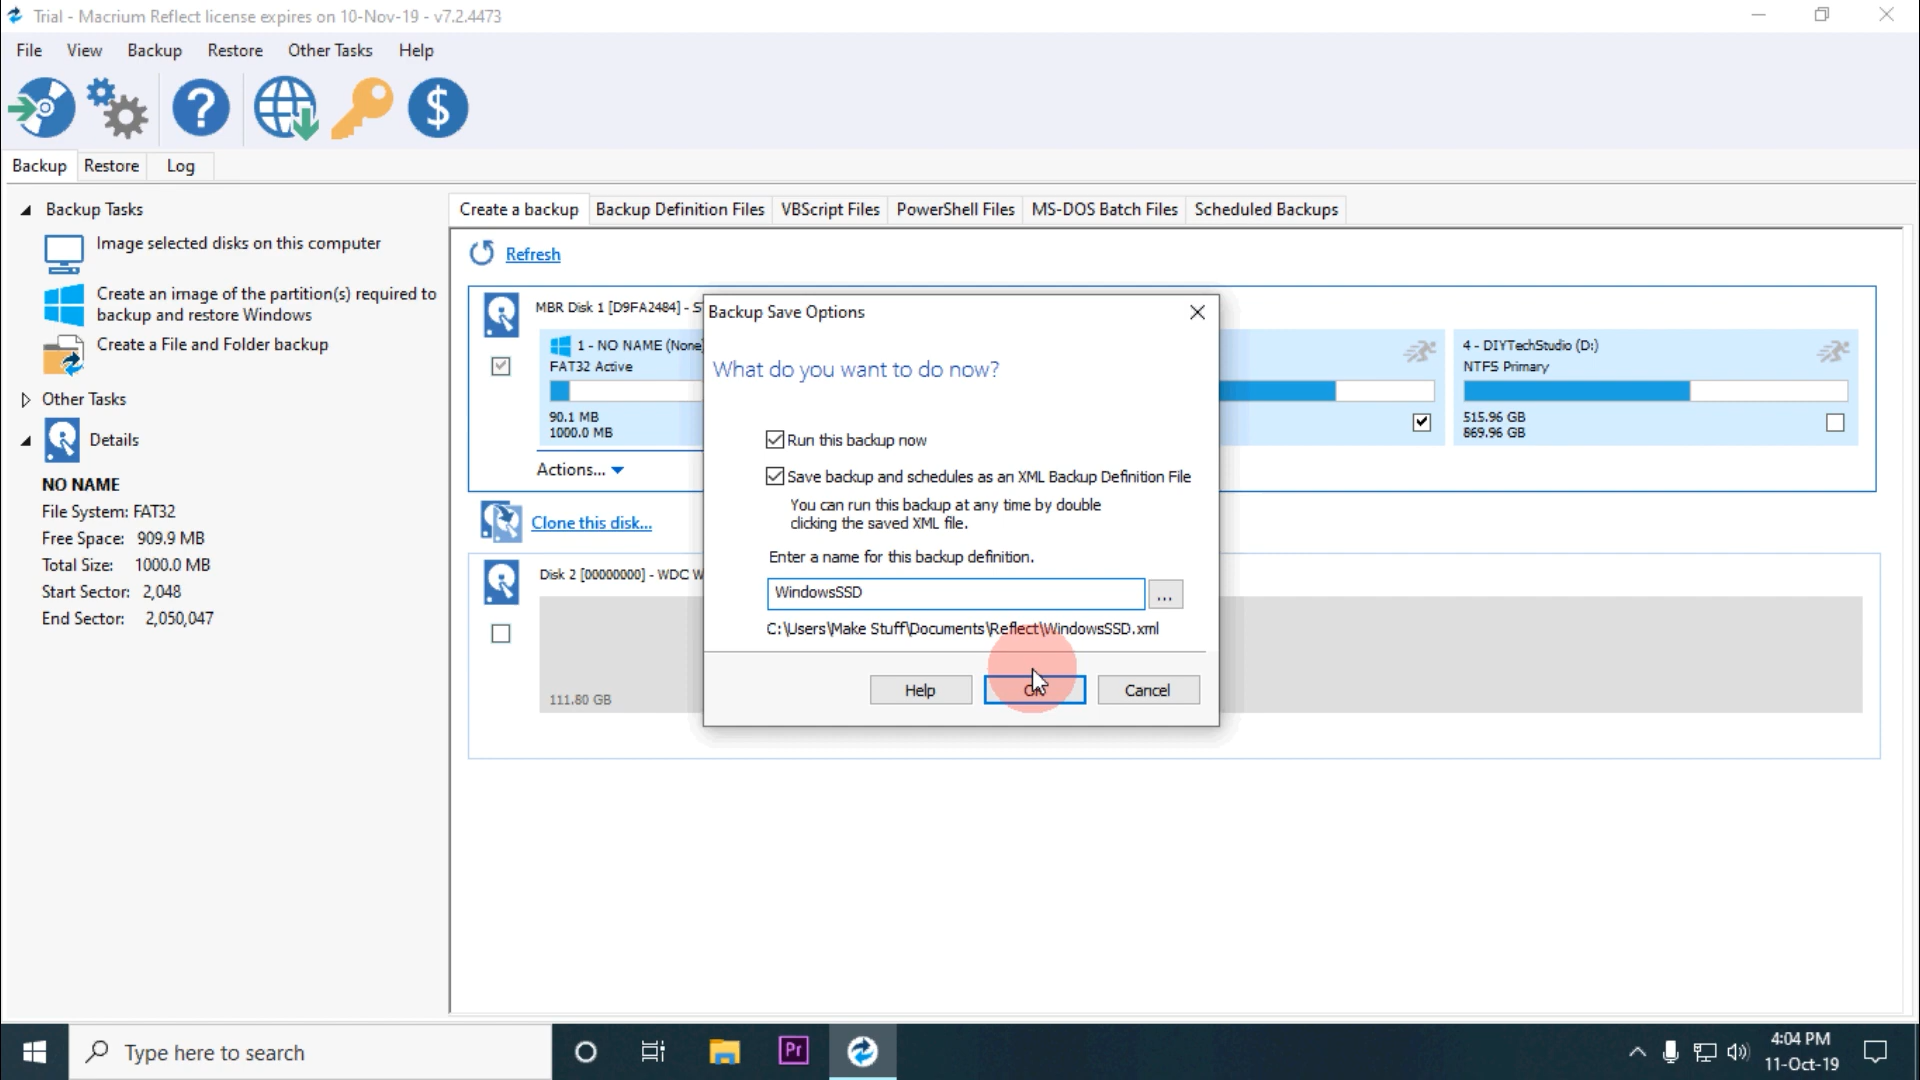 Trial - Macrium Reflect license expires on 10-Nov-19 - v7.2.4473
File View Backup Restore Other Tasks Help
Backup Restore Log
Backup Tasks
Image selected disks on this computer
Create an image of the partition(s) required to
backup and restore Windows
Create a File and Folder backup
Other Tasks
Details
NO NAME
File System: FAT32
Free Space: 909.9 MB
Total Size: 1000.0 MB
Start Sector: 2,048
End Sector: 2,050,047
Create a backup Backup Definition Files VBScript Files PowerShell Files MS-DOS Batch Files Scheduled Backups
Refresh
MBR Disk 1 [D9FA2484] -
1 - NO NAME (None
FAT32 Active
90.1 MB
1000.0 MB
4 - DIYTechStudio (D:)
NTFS Primary
515.96 GB
869.96 GB
Actions...
Clone this disk...
Disk 2 [00000000] - WDC W
111.80 GB
Backup Save Options
What do you want to do now?
Run this backup now
Save backup and schedules as an XML Backup Definition File
You can run this backup at any time by double
clicking the saved XML file.
Enter a name for this backup definition.
WindowsSSD
...
C:\Users\Make Stuff\Documents\Reflect\WindowsSSD.xml
Help OK Cancel
Type here to search
Pr
4:04 PM
11-Oct-19